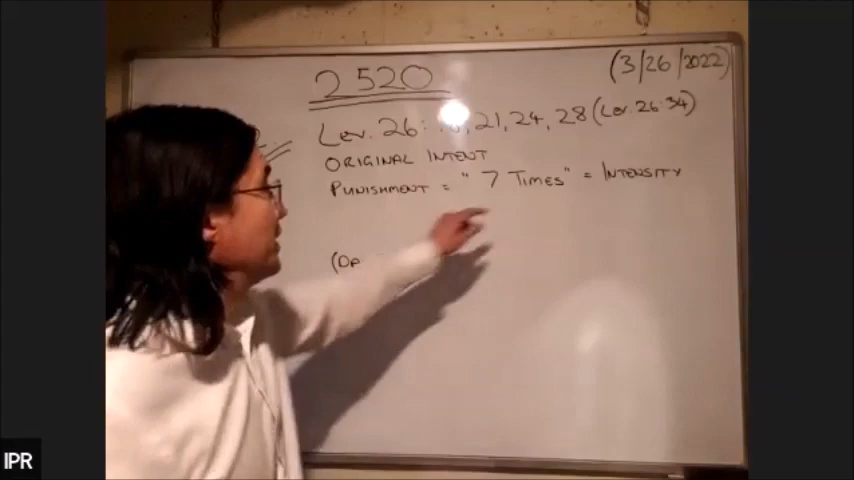 2520
(3/26/2022)
Lev. 26: 21, 24, 28 (Lev. 26:34)
ORIGINAL INTENT
PUNISHMENT = "7 TIMES" = INTENSITY
IPR